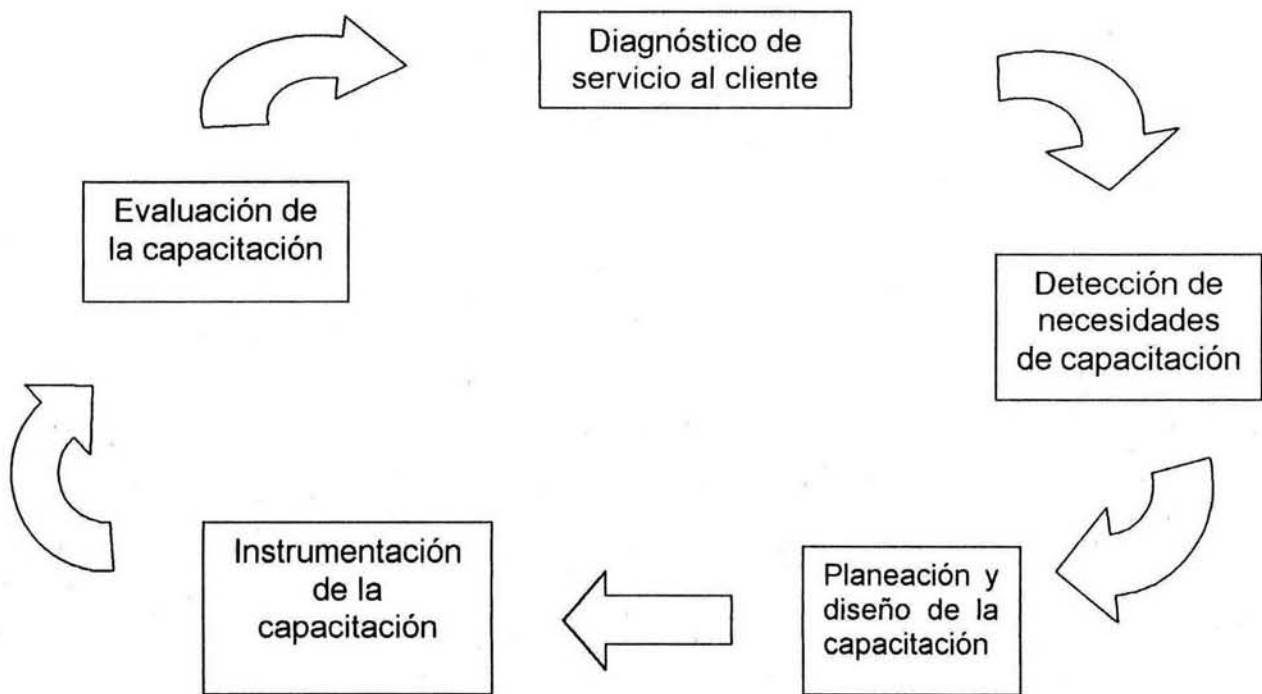 Diagnóstico de
servicio al cliente
Detección de
necesidades
de capacitación
Planeación y
diseño de la
capacitación
Instrumentación
de la
capacitación
Evaluación de
la capacitación